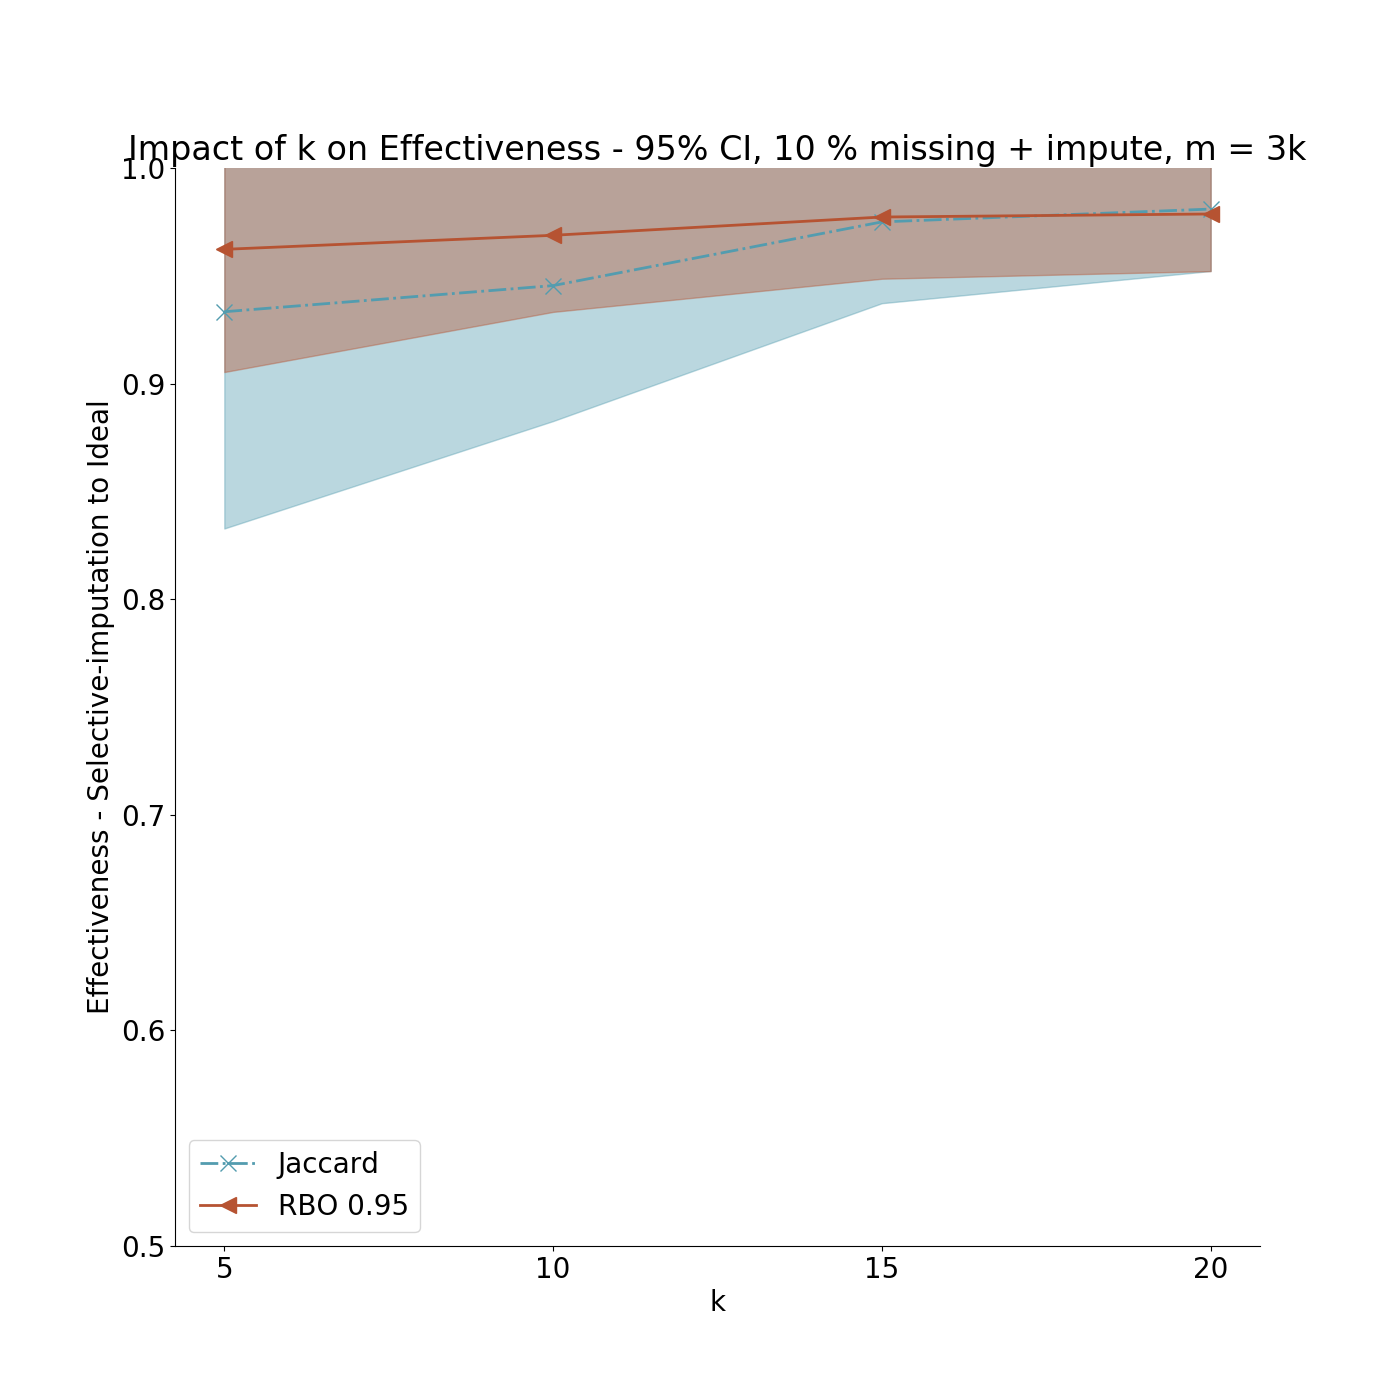 Impact of k on Effectiveness - 95% CI, 10 % missing + impute, m = 3k
Effectiveness - Selective-imputation to Ideal
1.0
0.9
0.8
0.7
0.6
0.5
Jaccard
RBO 0.95
5 10 15 20
k